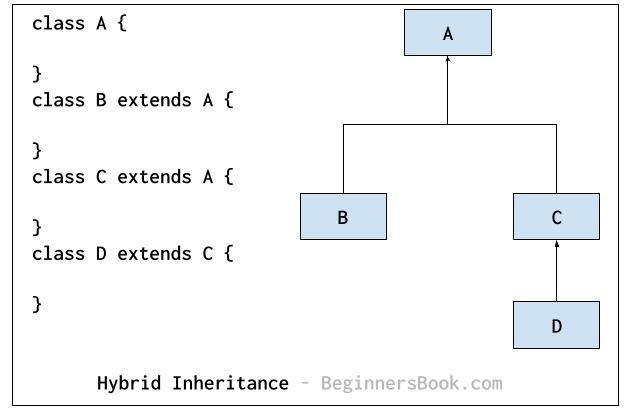 class A {
}
class B extends A {
}
class C extends A {
}
class D extends C {
}
A
B
C
D
Hybrid Inheritance - BeginnersBook.com